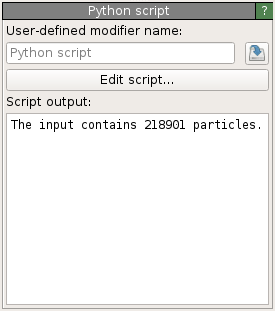 Python script ?
User-defined modifier name:
Python script
Edit script...
Script output:
The input contains 218901 particles.